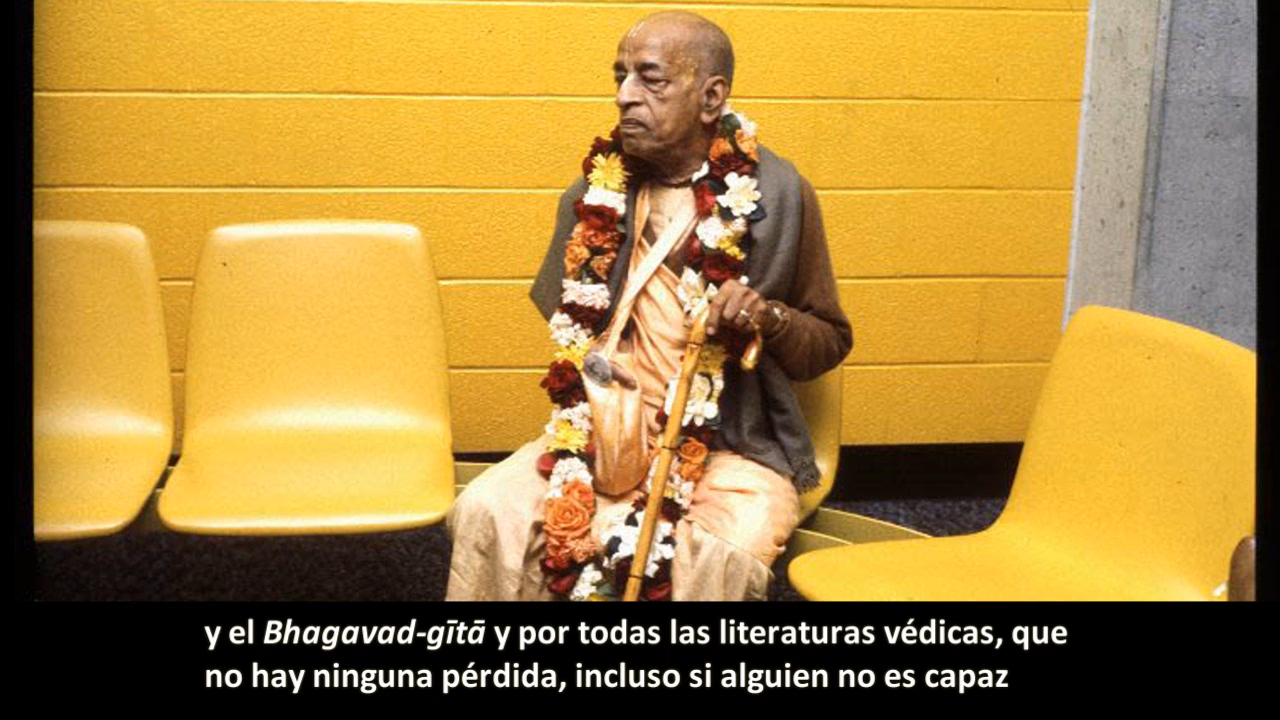 y el Bhagavad-gītā y por todas las literaturas védicas, que
no hay ninguna pérdida, incluso si alguien no es capaz